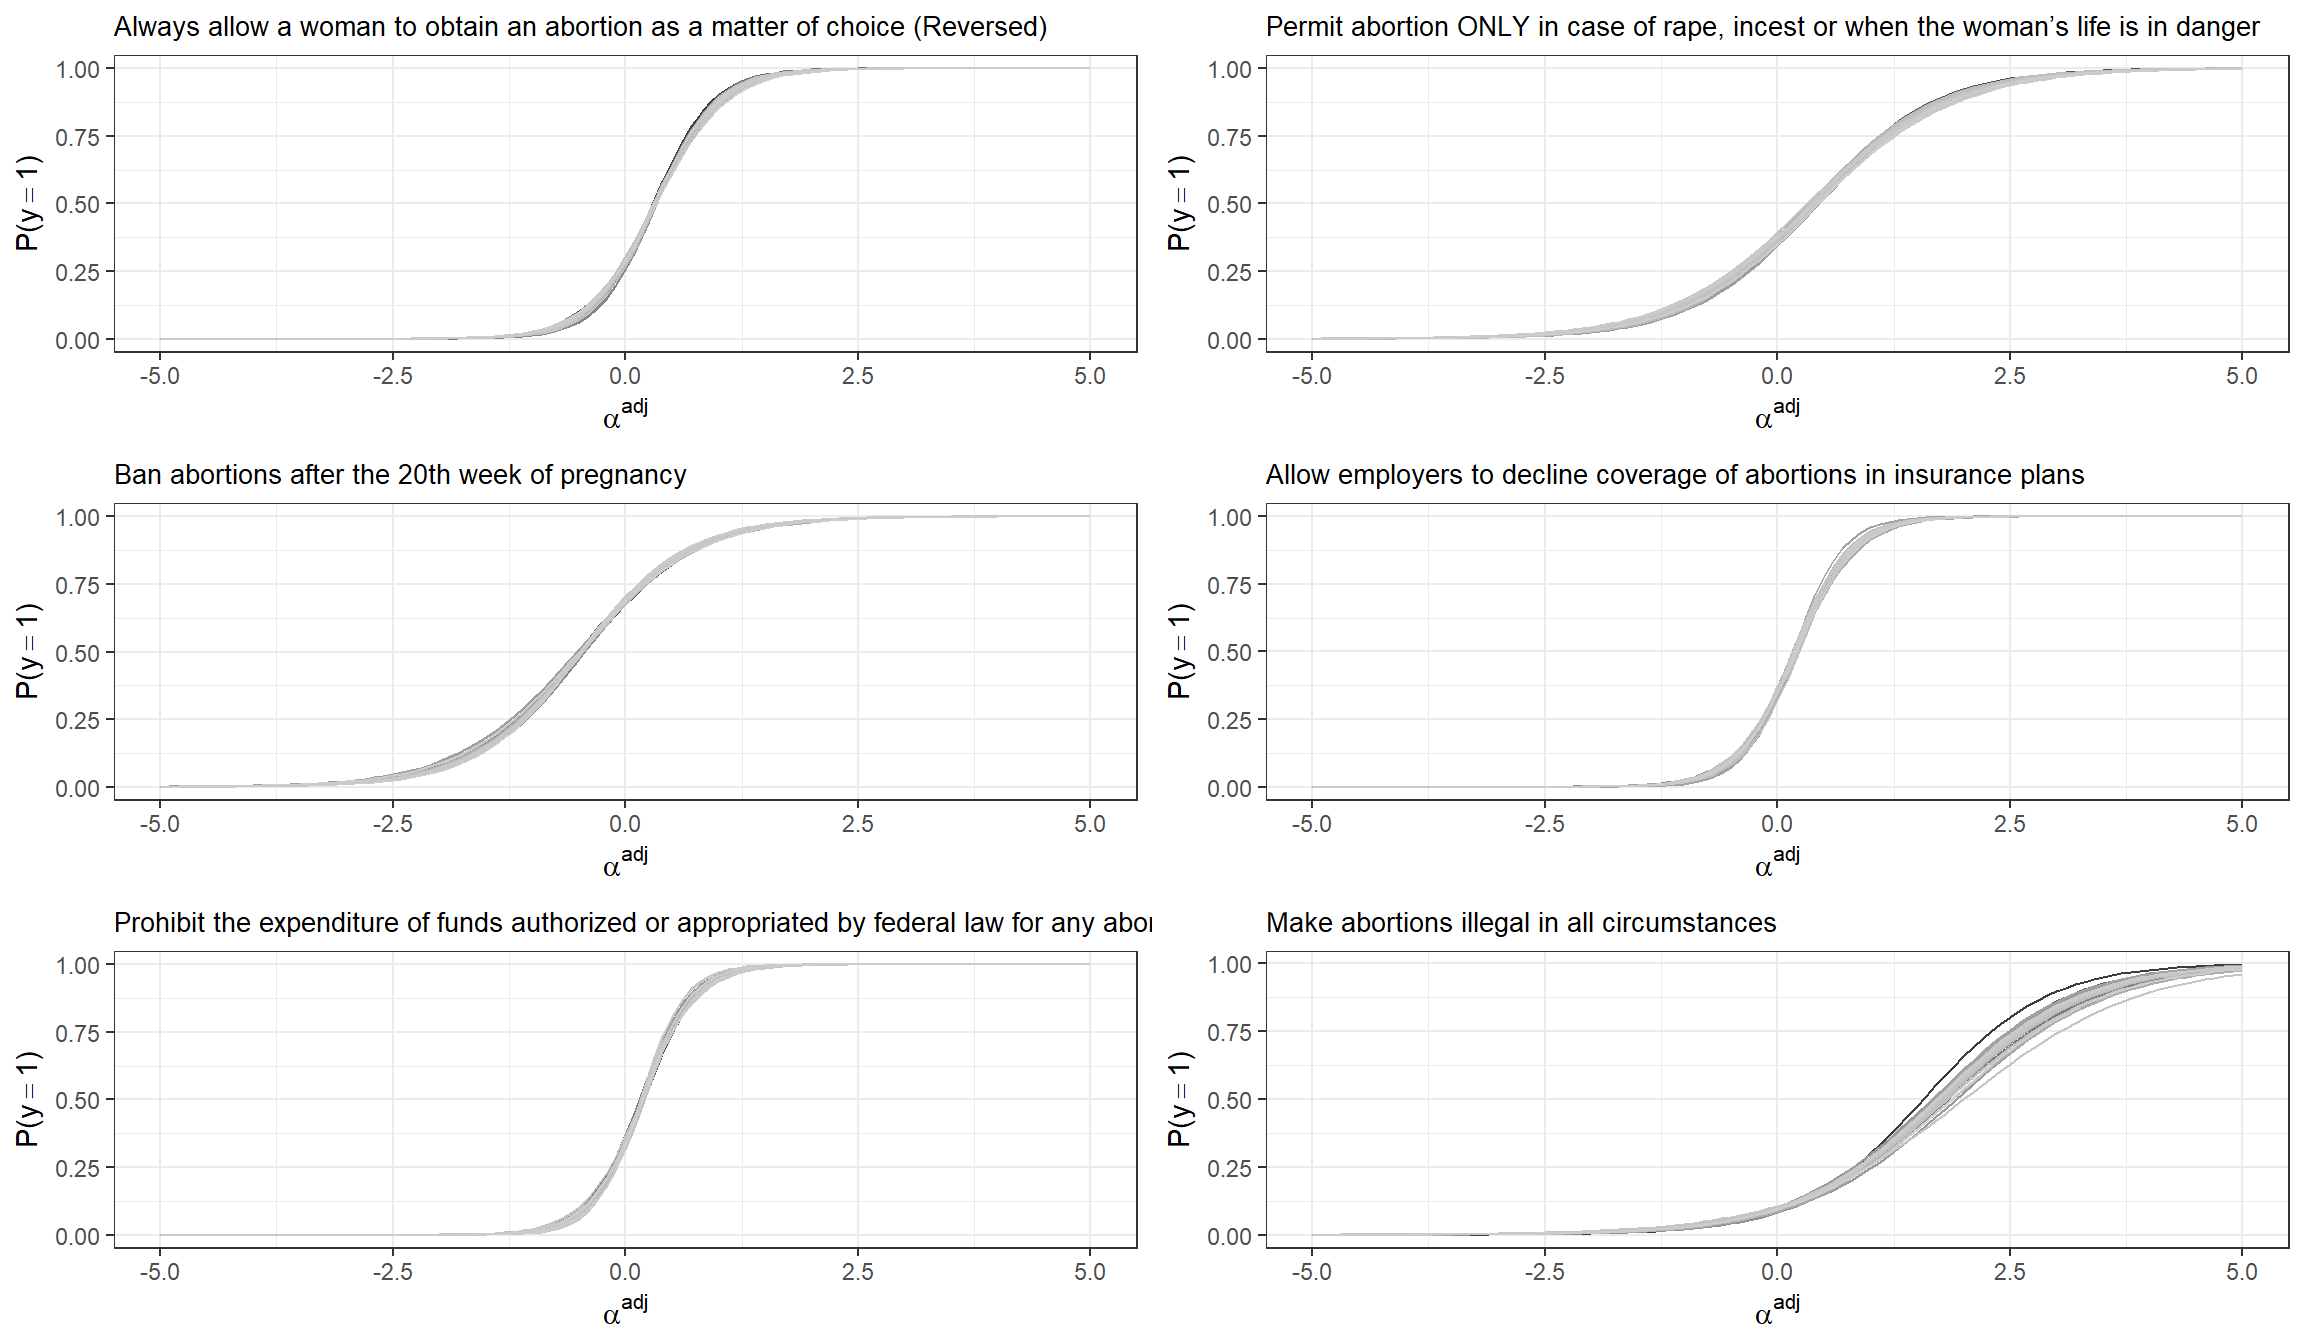 Always allow a woman to obtain an abortion as a matter of choice (Reversed)
1.00
0.75
0.50
0.25
0.00
P(y = 1)
-5.0 -2.5 0.0 2.5 5.0
α^adj
Permit abortion ONLY in case of rape, incest or when the woman’s life is in danger
1.00
0.75
0.50
0.25
0.00
P(y = 1)
-5.0 -2.5 0.0 2.5 5.0
α^adj
Ban abortions after the 20th week of pregnancy
1.00
0.75
0.50
0.25
0.00
P(y = 1)
-5.0 -2.5 0.0 2.5 5.0
α^adj
Allow employers to decline coverage of abortions in insurance plans
1.00
0.75
0.50
0.25
0.00
P(y = 1)
-5.0 -2.5 0.0 2.5 5.0
α^adj
Prohibit the expenditure of funds authorized or appropriated by federal law for any
1.00
0.75
0.50
0.25
0.00
P(y = 1)
-5.0 -2.5 0.0 2.5 5.0
α^adj
Make abortions illegal in all circumstances
1.00
0.75
0.50
0.25
0.00
P(y = 1)
-5.0 -2.5 0.0 2.5 5.0
α^adj